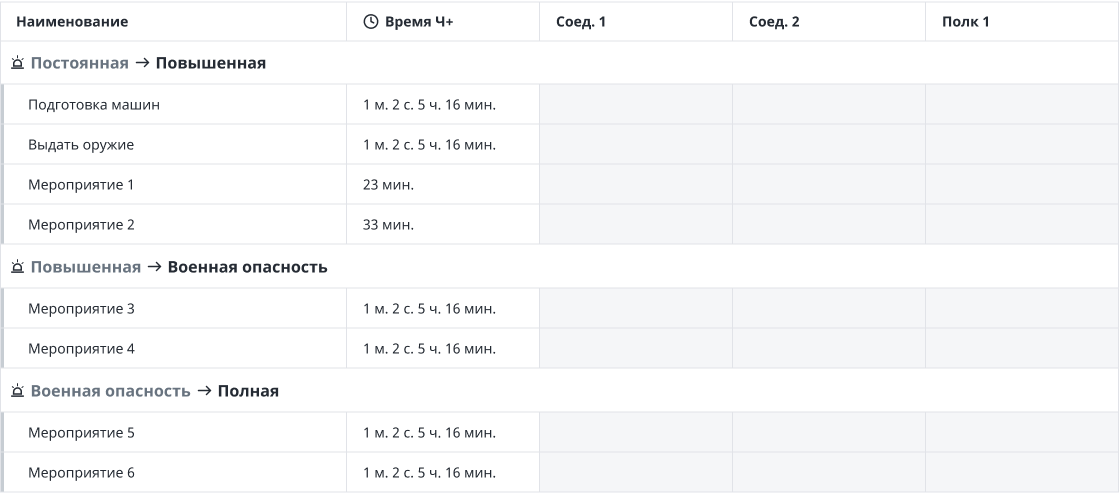 Наименование Время Ч+ Соед. 1 Соед. 2 Полк 1
Постоянная → Повышенная
Подготовка машин 1 м. 2 с. 5 ч. 16 мин.
Выдать оружие 1 м. 2 с. 5 ч. 16 мин.
Мероприятие 1 23 мин.
Мероприятие 2 33 мин.
Повышенная → Военная опасность
Мероприятие 3 1 м. 2 с. 5 ч. 16 мин.
Мероприятие 4 1 м. 2 с. 5 ч. 16 мин.
Военная опасность → Полная
Мероприятие 5 1 м. 2 с. 5 ч. 16 мин.
Мероприятие 6 1 м. 2 с. 5 ч. 16 мин.